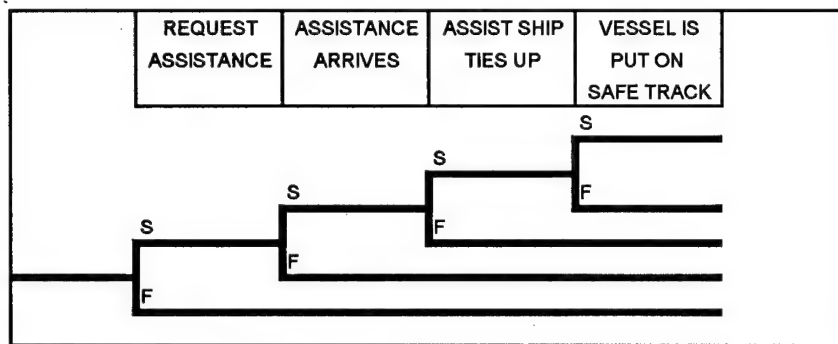 REQUEST
ASSISTANCE
ASSISTANCE
ARRIVES
ASSIST SHIP
TIES UP
VESSEL IS
PUT ON
SAFE TRACK
S
S
S
S
F
F
F
F